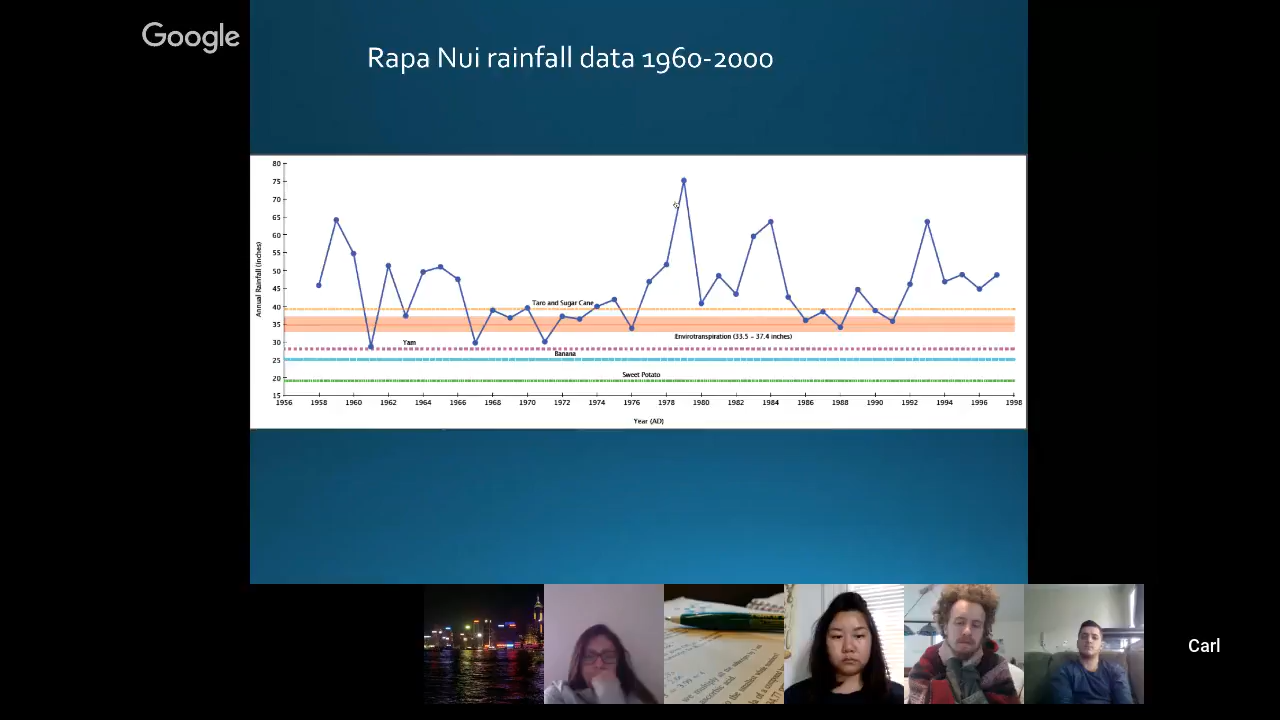 Google
Rapa Nui rainfall data 1960-2000
80
75
70
65
60
55
50
45
40
35
30
25
20
15
Annual Rainfall (inches)
Taro and Sugar Cane
Envirotranspiration (33.5 - 37.4 inches)
Yam
Banana
Sweet Potato
1956 1958 1960 1962 1964 1966 1968 1970 1972 1974 1976 1978 1980 1982 1984 1986 1988 1990 1992 1994 1996 1998
Year (AD)
Carl